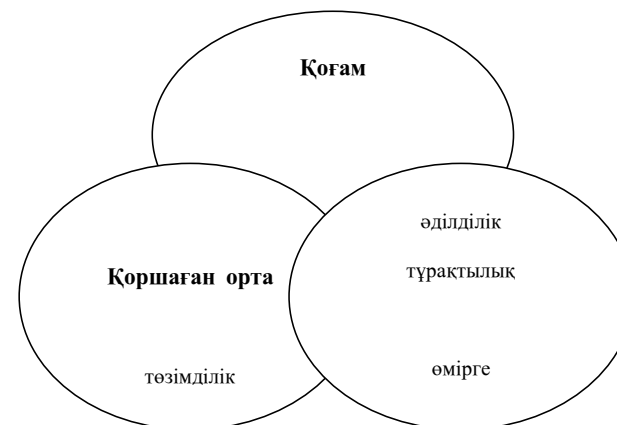 Қоғам
әділділік
Қоршаған орта
тұрақтылық
төзімділік
өмірге